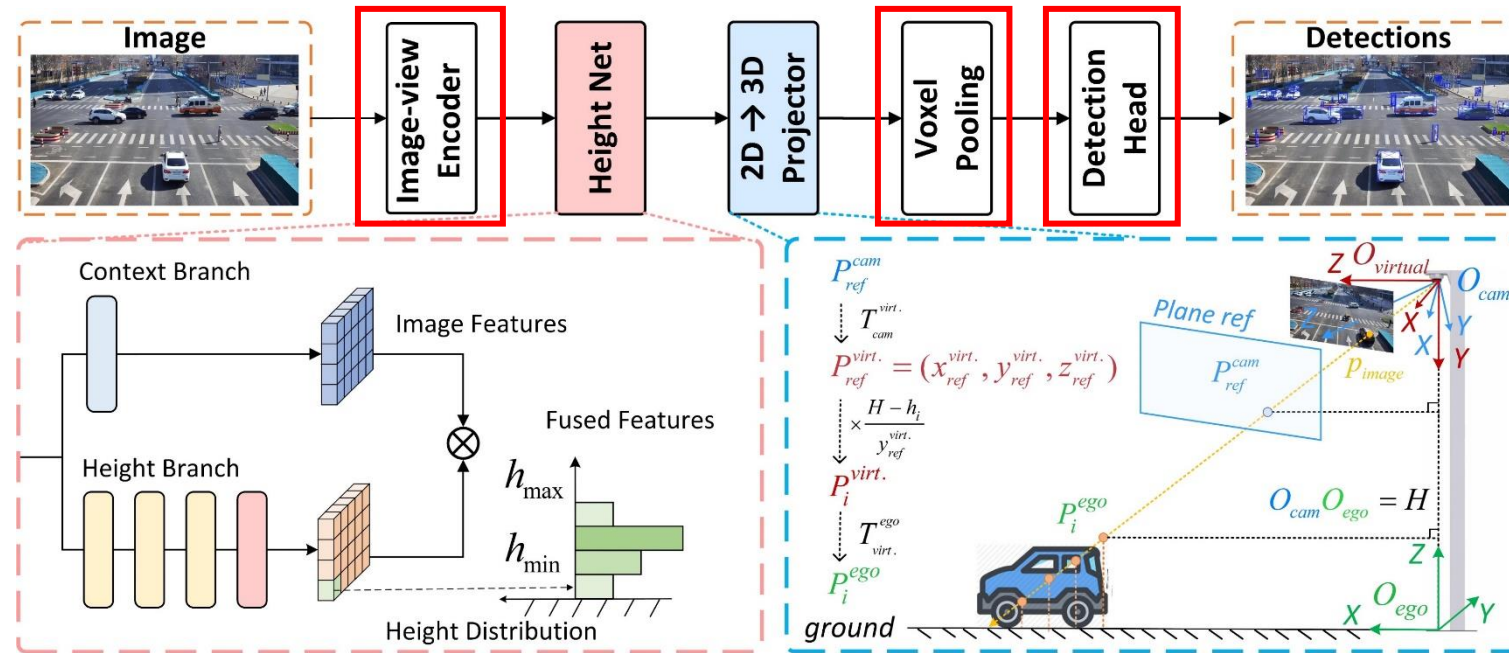 Image
Image-view
Encoder
Height Net
2D → 3D
Projector
Voxel
Pooling
Detection
Head
Detections
Context Branch
Image Features
Height Branch
Fused Features
h_max
h_min
Height Distribution
P_ref^cam
T_cam^virt.
P_ref^virt. = (x_ref^virt., y_ref^virt., z_ref^virt.)
× (H − h_i) / y_ref^virt.
P_i^virt.
T_virt.^ego
P_i^ego
ground
Plane ref
P_ref^cam
P_i^ego
Z O_virtual
O_cam
Z
X
X
Y
Y
p_image
O_cam O_ego = H
Z
X
O_ego
Y